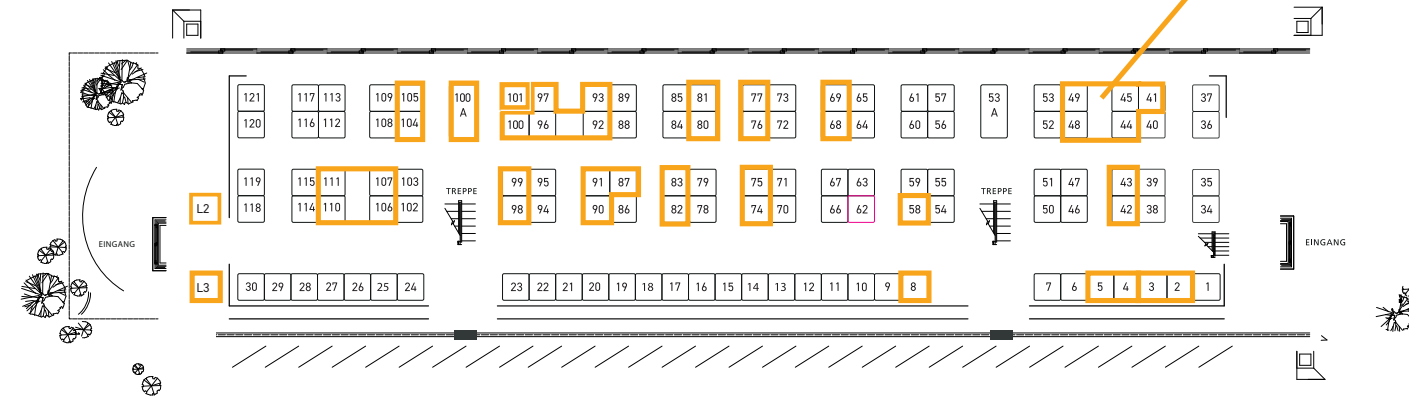 121 117 113 109 105 100 101 97 93 89 85 81 77 73 69 65 61 57 53 53 49 45 41 37
A A
120 116 112 108 104 100 96 92 88 84 80 76 72 68 64 60 56 52 48 44 40 36
119 115 111 107 103 99 95 91 87 83 79 75 71 67 63 59 55 51 47 43 39 35
TREPPE TREPPE
L2 118 114 110 106 102 98 94 90 86 82 78 74 70 66 62 58 54 50 46 42 38 34
EINGANG EINGANG
L3 30 29 28 27 26 25 24 23 22 21 20 19 18 17 16 15 14 13 12 11 10 9 8 7 6 5 4 3 2 1